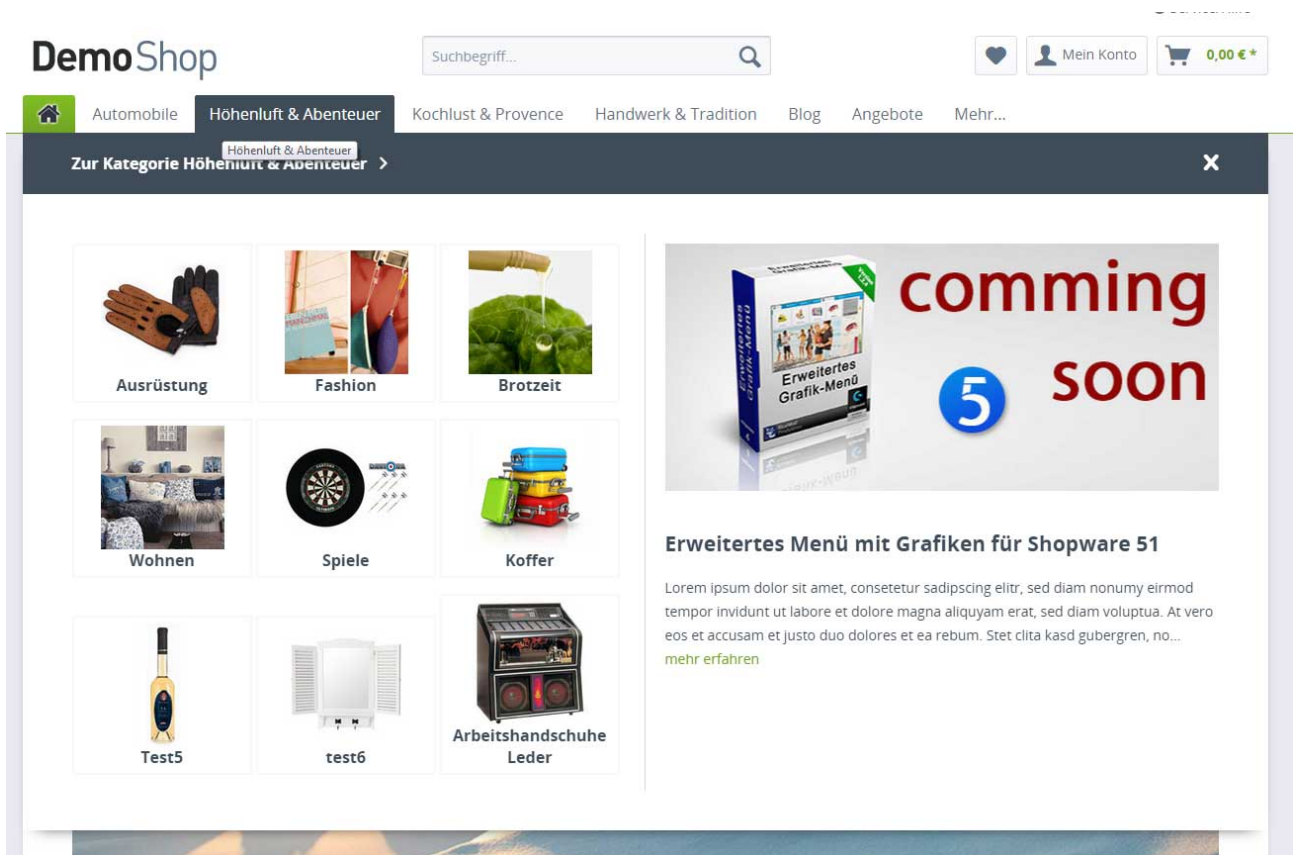 DemoShop
Suchbegriff...
Mein Konto
0,00 € *
Automobile Höhenluft & Abenteuer Kochlust & Provence Handwerk & Tradition Blog Angebote Mehr...
Höhenluft & Abenteuer
Zur Kategorie Höhenluft & Abenteuer
Ausrüstung
Fashion
Brotzeit
Wohnen
Spiele
Koffer
Test5
test6
Arbeitshandschuhe
Leder
Erweitertes
Grafik-Menü
Erweitertes
Grafik-Menü
comming
5
soon
Erweitertes Menü mit Grafiken für Shopware 51
Lorem ipsum dolor sit amet, consetetur sadipscing elitr, sed diam nonumy eirmod
tempor invidunt ut labore et dolore magna aliquyam erat, sed diam voluptua. At vero
eos et accusam et justo duo dolores et ea rebum. Stet clita kasd gubergren, no...
mehr erfahren